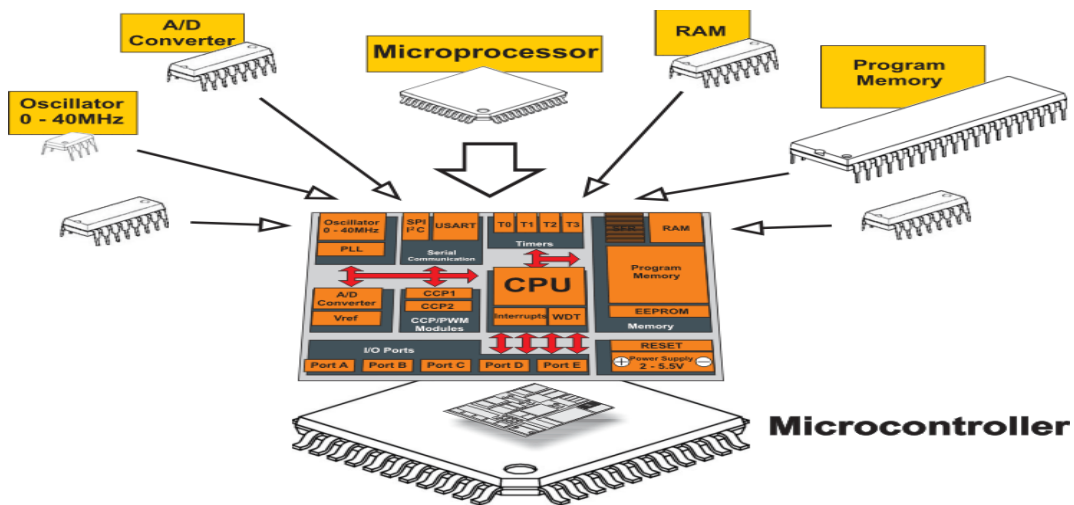 A/D
Converter
Microprocessor
RAM
Program
Memory
Oscillator
0 - 40MHz
Oscillator
0 - 40MHz
PLL
SPI
I²C
USART
Serial
Communication
T0
T1
T2
T3
Timers
SFR
RAM
Program
Memory
EEPROM
Memory
A/D
Converter
Vref
CCP1
CCP2
CCP/PWM
Modules
CPU
Interrupts
WDT
I/O Ports
Port A
Port B
Port C
Port D
Port E
RESET
+ Power Supply -
2 - 5.5V
Microcontroller